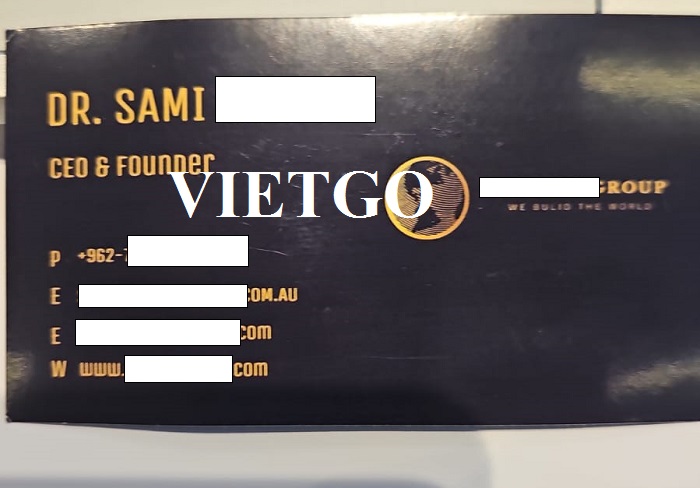 DR. SAMI
CEO & FOUNDER
VIETGO
GROUP
WE BULID THE WORLD
P +962-7
E COM.AU
E com
W www. com